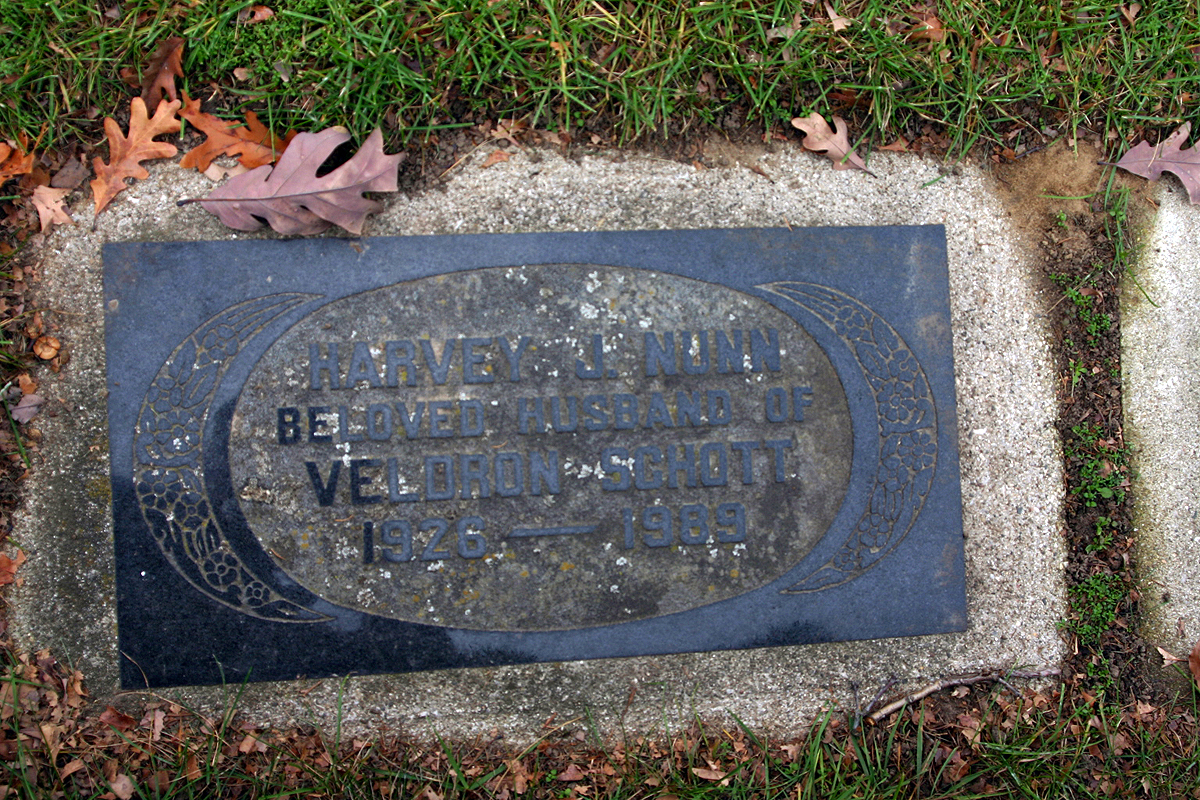 HARVEY J. NUNN
BELOVED HUSBAND OF
VELDRON SCHOTT
1926 — 1989